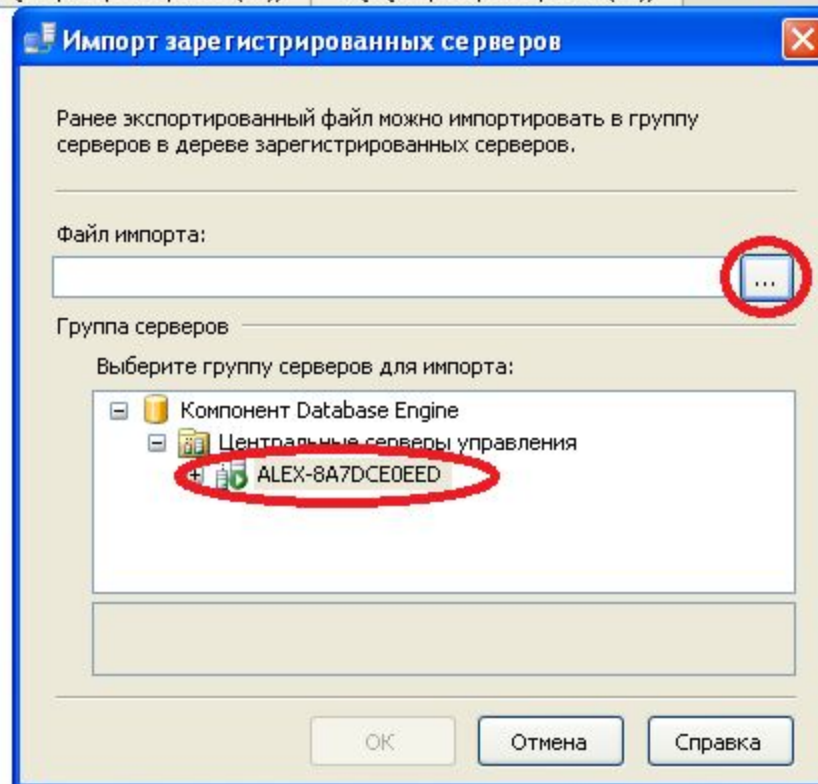 Импорт зарегистрированных серверов
Ранее экспортированный файл можно импортировать в группу
серверов в дереве зарегистрированных серверов.
Файл импорта:
...
Группа серверов
Выберите группу серверов для импорта:
Компонент Database Engine
Центральные серверы управления
ALEX-8A7DCE0EED
ОК
Отмена
Справка